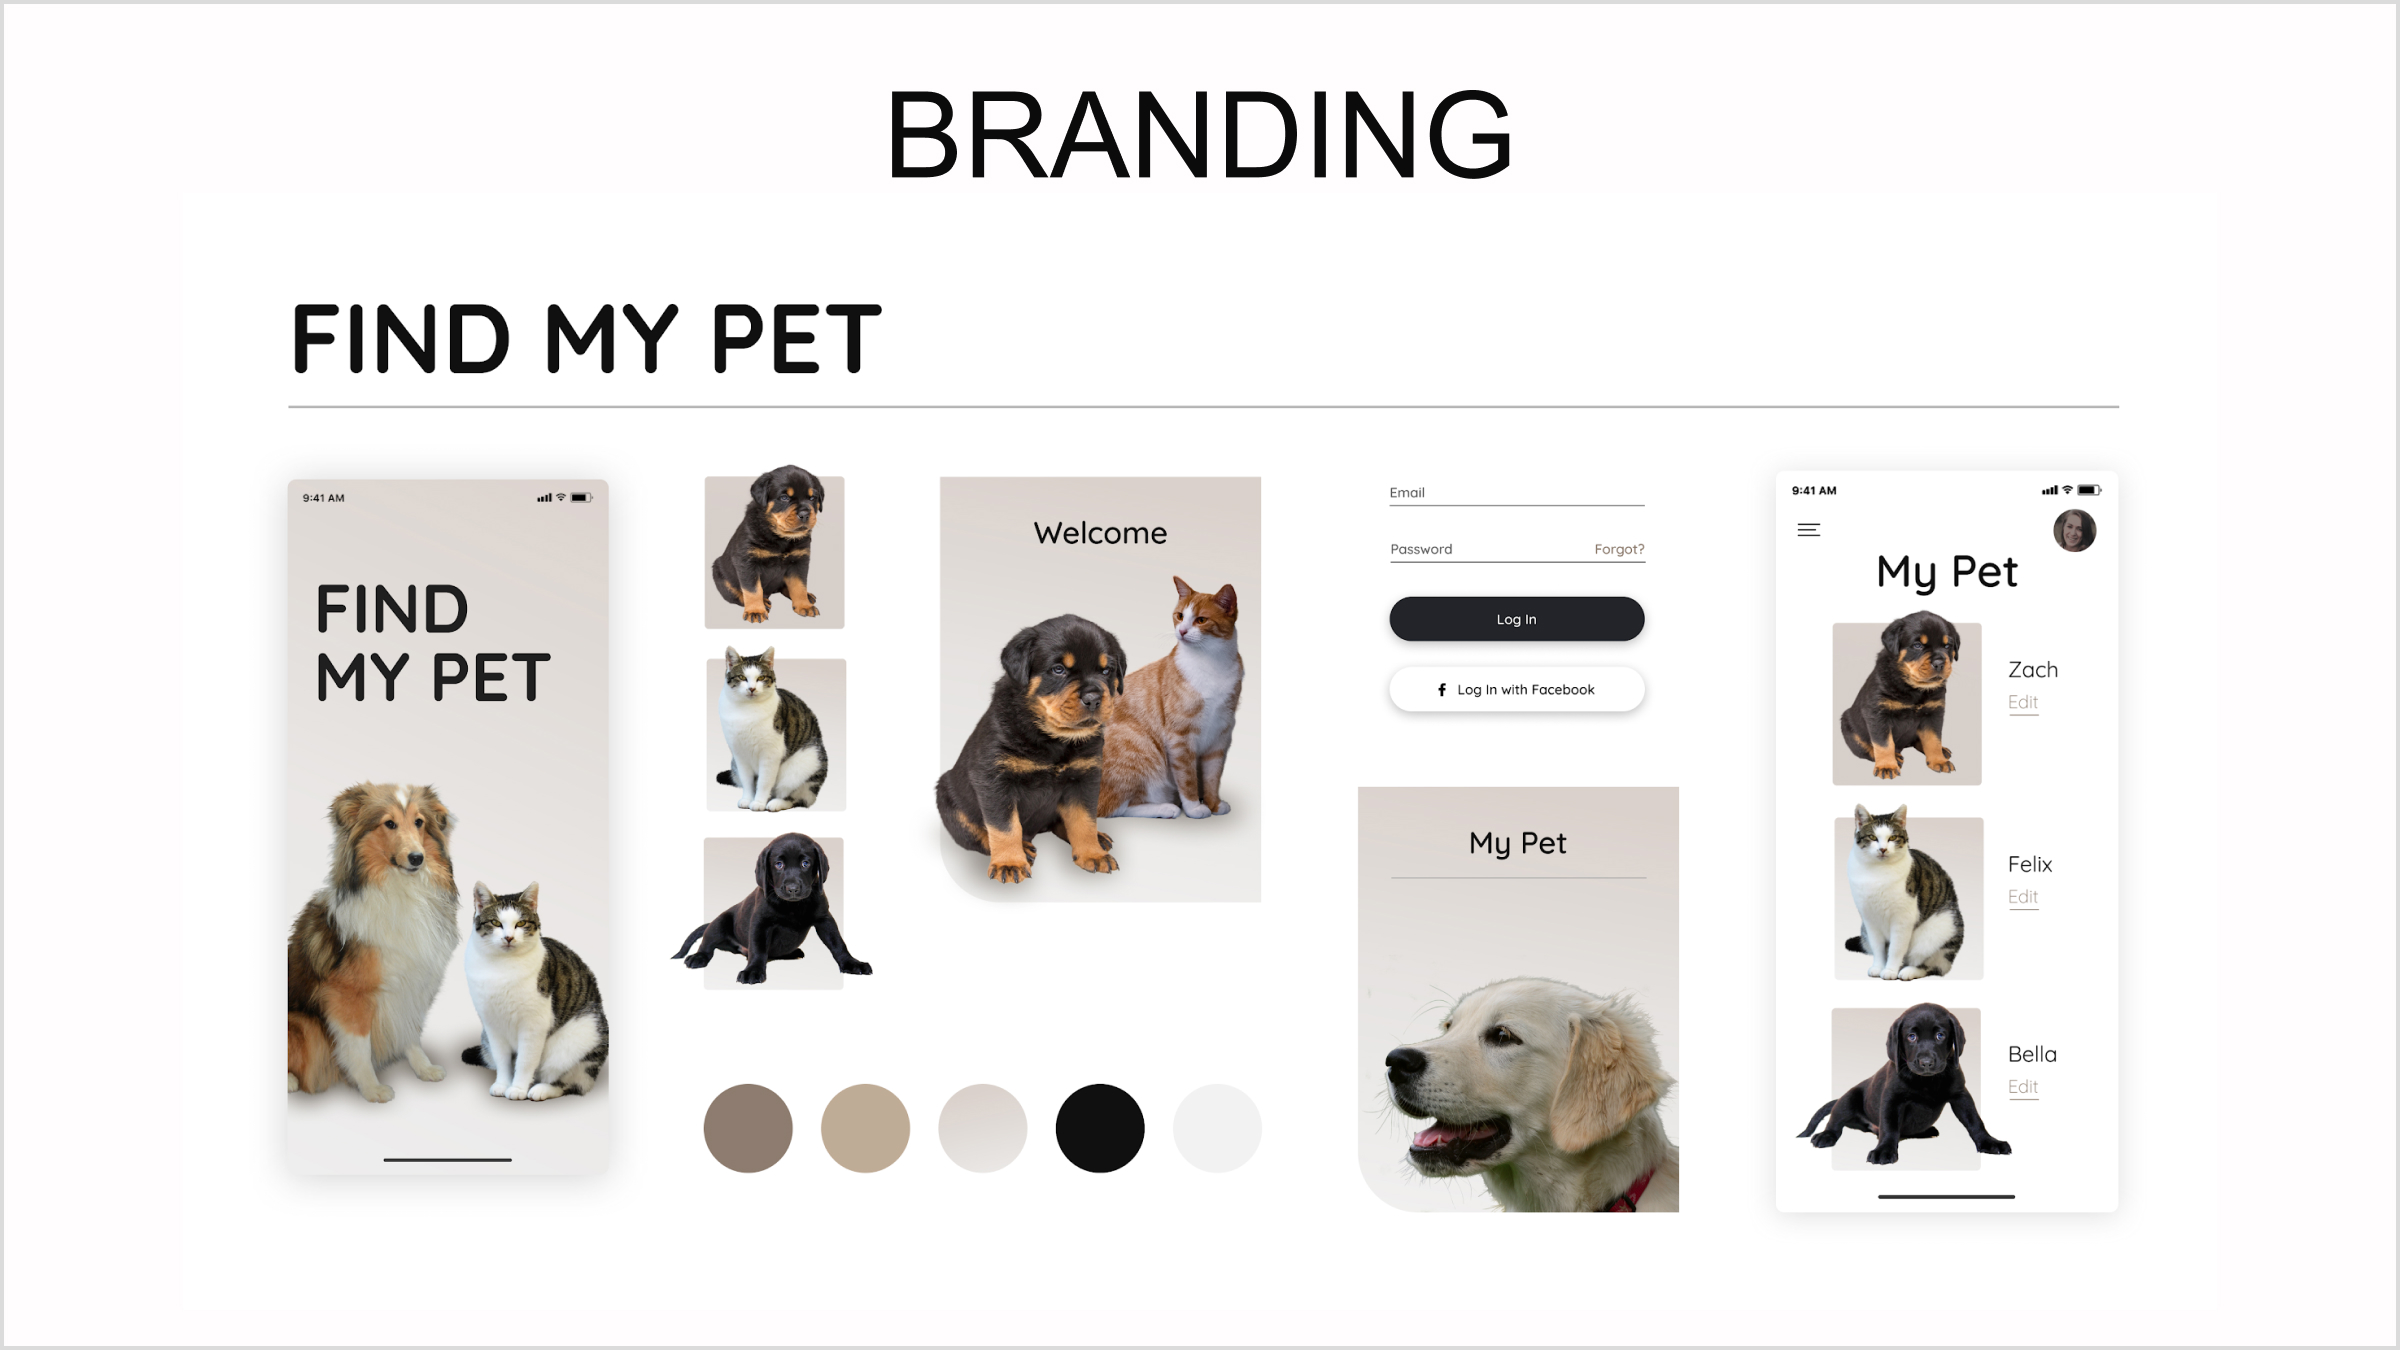 BRANDING
FIND MY PET
9:41 AM
FIND
MY PET
Welcome
Email
Password Forgot?
Log In
f Log In with Facebook
My Pet
9:41 AM
My Pet
Zach
Edit
Felix
Edit
Bella
Edit